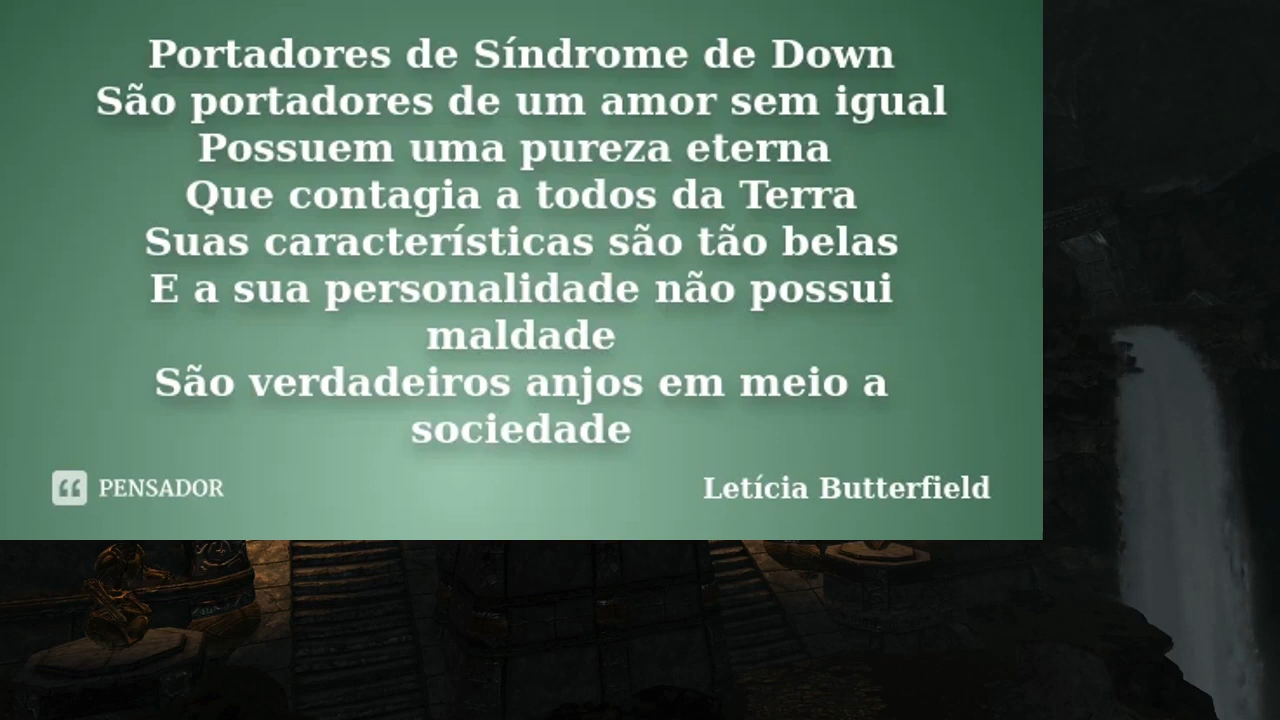 Portadores de Síndrome de Down
São portadores de um amor sem igual
Possuem uma pureza eterna
Que contagia a todos da Terra
Suas características são tão belas
E a sua personalidade não possui
maldade
São verdadeiros anjos em meio a
sociedade
PENSADOR
Letícia Butterfield